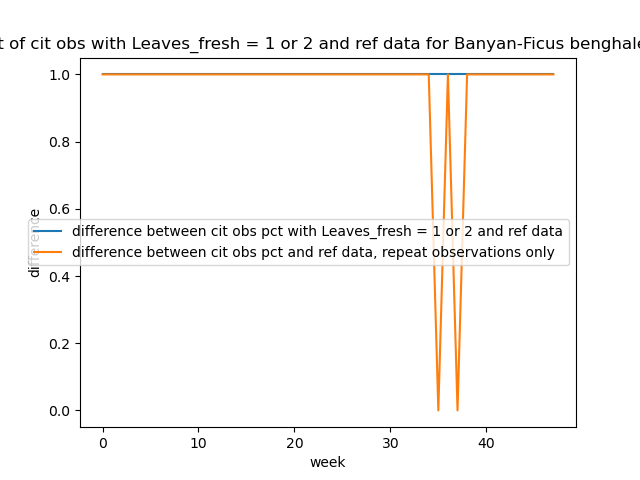 t of cit obs with Leaves_fresh = 1 or 2 and ref data for Banyan-Ficus benghale
1.0
0.8
0.6
0.4
0.2
0.0
difference
difference between cit obs pct with Leaves_fresh = 1 or 2 and ref data
difference between cit obs pct and ref data, repeat observations only
0 10 20 30 40
week